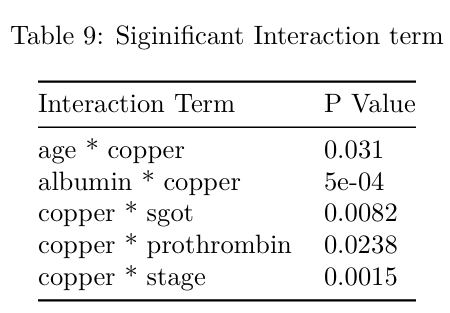 Table 9: Siginificant Interaction term
Interaction Term P Value
age * copper 0.031
albumin * copper 5e-04
copper * sgot 0.0082
copper * prothrombin 0.0238
copper * stage 0.0015